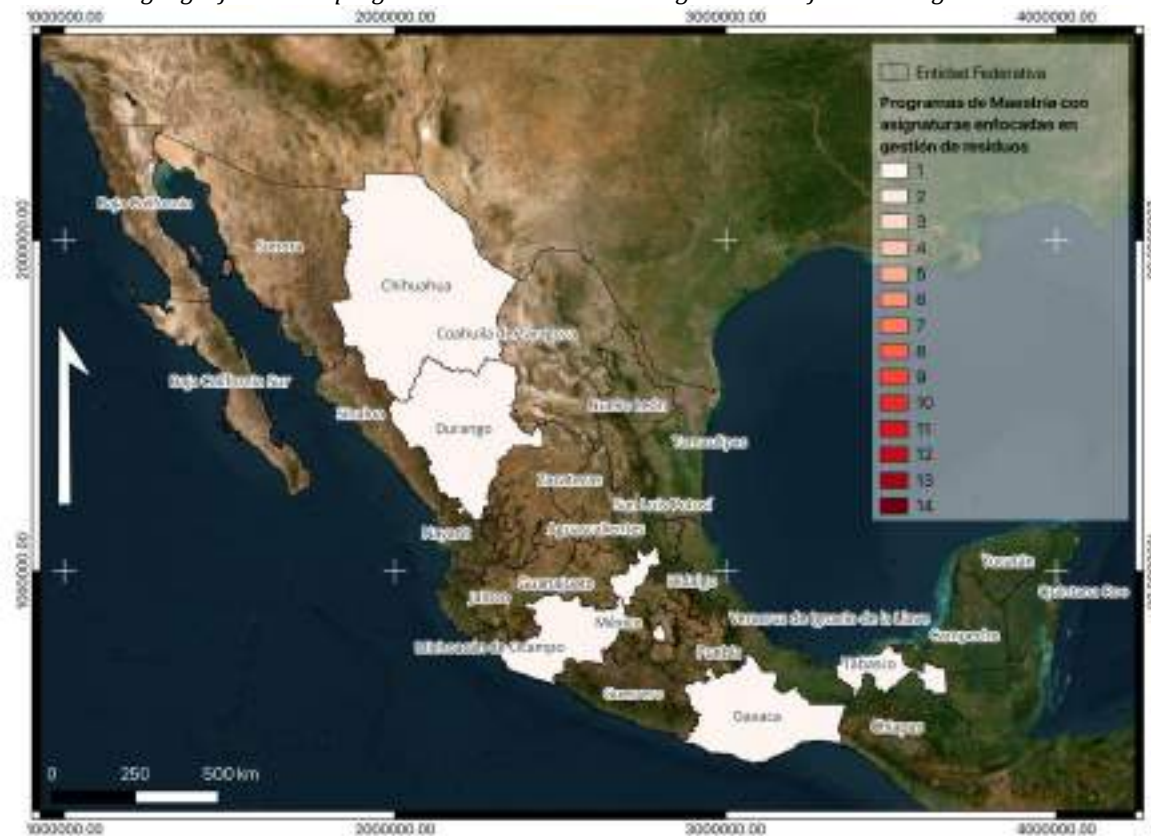 1000000.00 2000000.00 3000000.00 4000000.00
Entidad Federativa
Programas de Maestría con
asignaturas enfocadas en
gestión de residuos
1
2
3
4
5
6
7
8
9
10
11
12
13
14
Baja California
Sonora
Chihuahua
Coahuila de Zaragoza
Baja California Sur
Sinaloa
Nuevo León
Durango
Tamaulipas
Zacatecas
San Luis Potosí
Nayarit
Aguascalientes
Guanajuato
Hidalgo
Jalisco
Yucatán
Quintana Roo
México
Veracruz de Ignacio de la Llave
Campeche
Michoacán de Ocampo
Puebla
Tabasco
Guerrero
Oaxaca
Chiapas
2000000.00
1000000.00
0 250 500 km
1000000.00 2000000.00 3000000.00 4000000.00